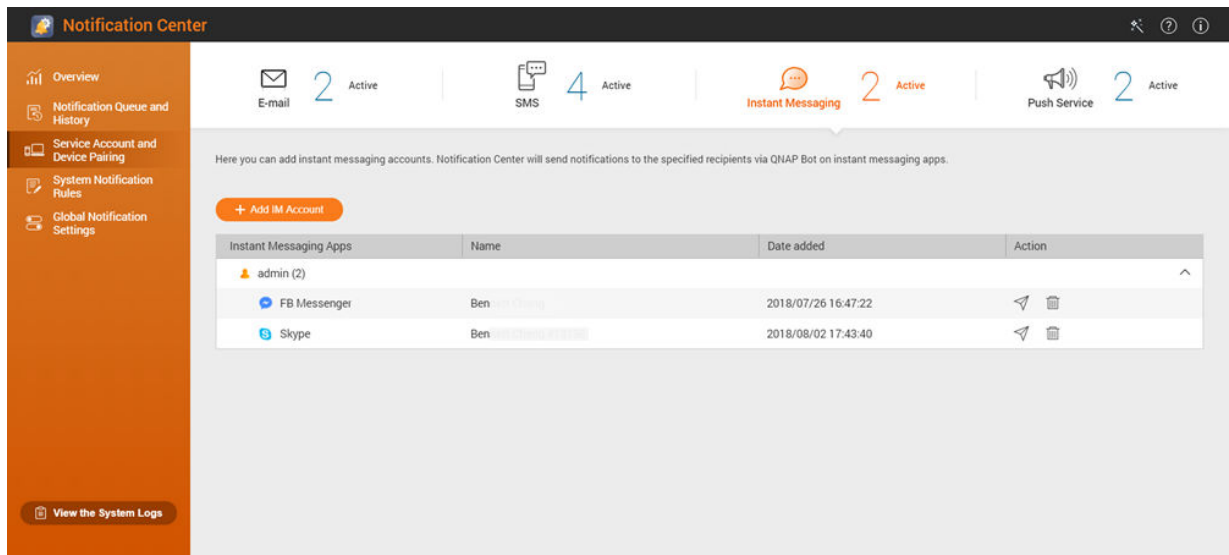 Notification Center
Overview
Notification Queue and
History
Service Account and
Device Pairing
System Notification
Rules
Global Notification
Settings
View the System Logs
E-mail 2 Active
SMS 4 Active
Instant Messaging 2 Active
Push Service 2 Active
Here you can add instant messaging accounts. Notification Center will send notifications to the specified recipients via QNAP Bot on instant messaging apps.
+ Add IM Account
Instant Messaging Apps Name Date added Action
admin (2)
FB Messenger Ben 2018/07/26 16:47:22
Skype Ben 2018/08/02 17:43:40